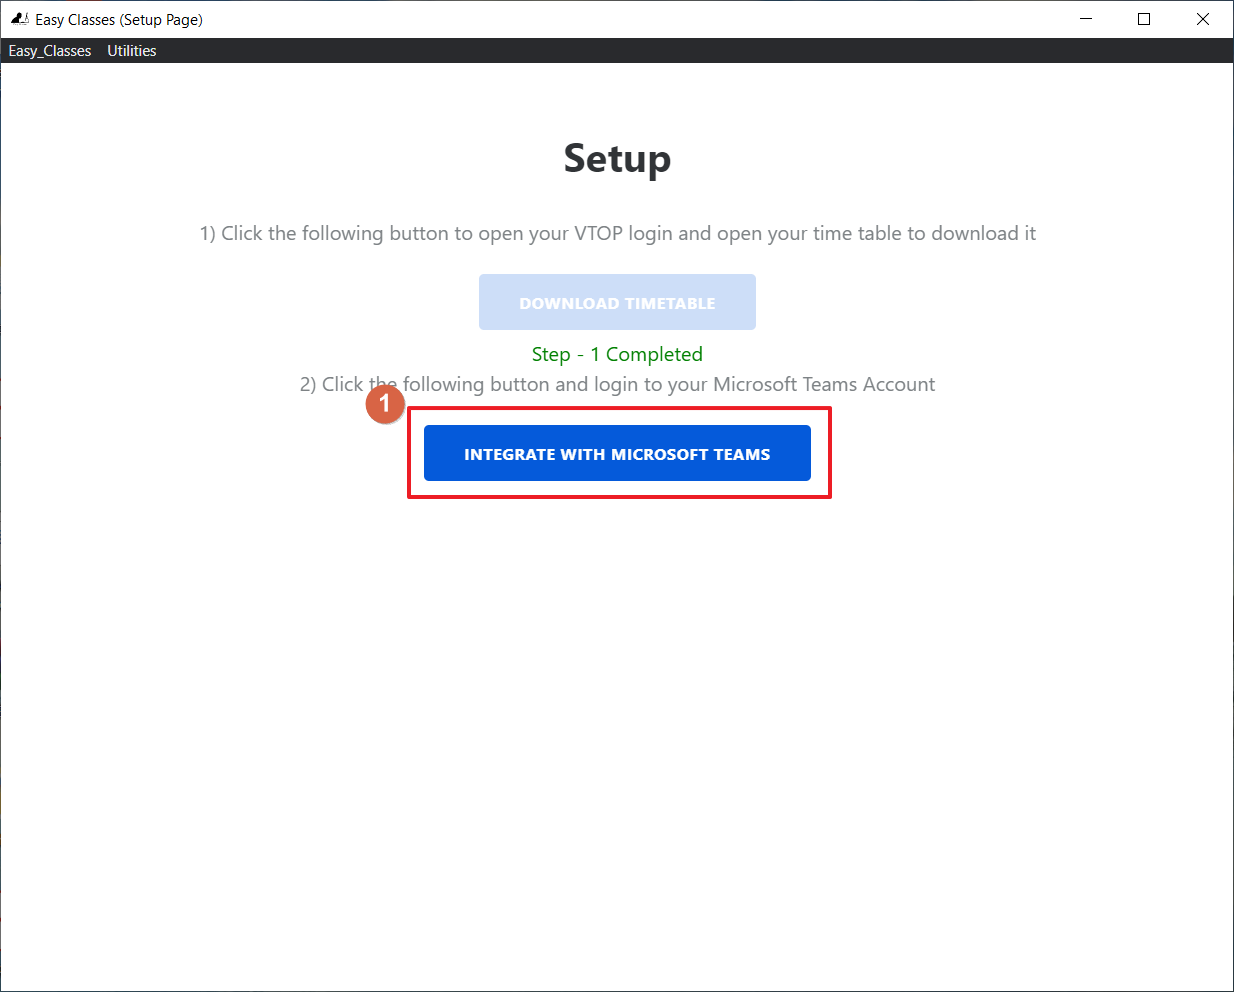 Easy Classes (Setup Page)
Easy_Classes Utilities
Setup
1) Click the following button to open your VTOP login and open your time table to download it
DOWNLOAD TIMETABLE
Step - 1 Completed
2) Click the following button and login to your Microsoft Teams Account
1
INTEGRATE WITH MICROSOFT TEAMS